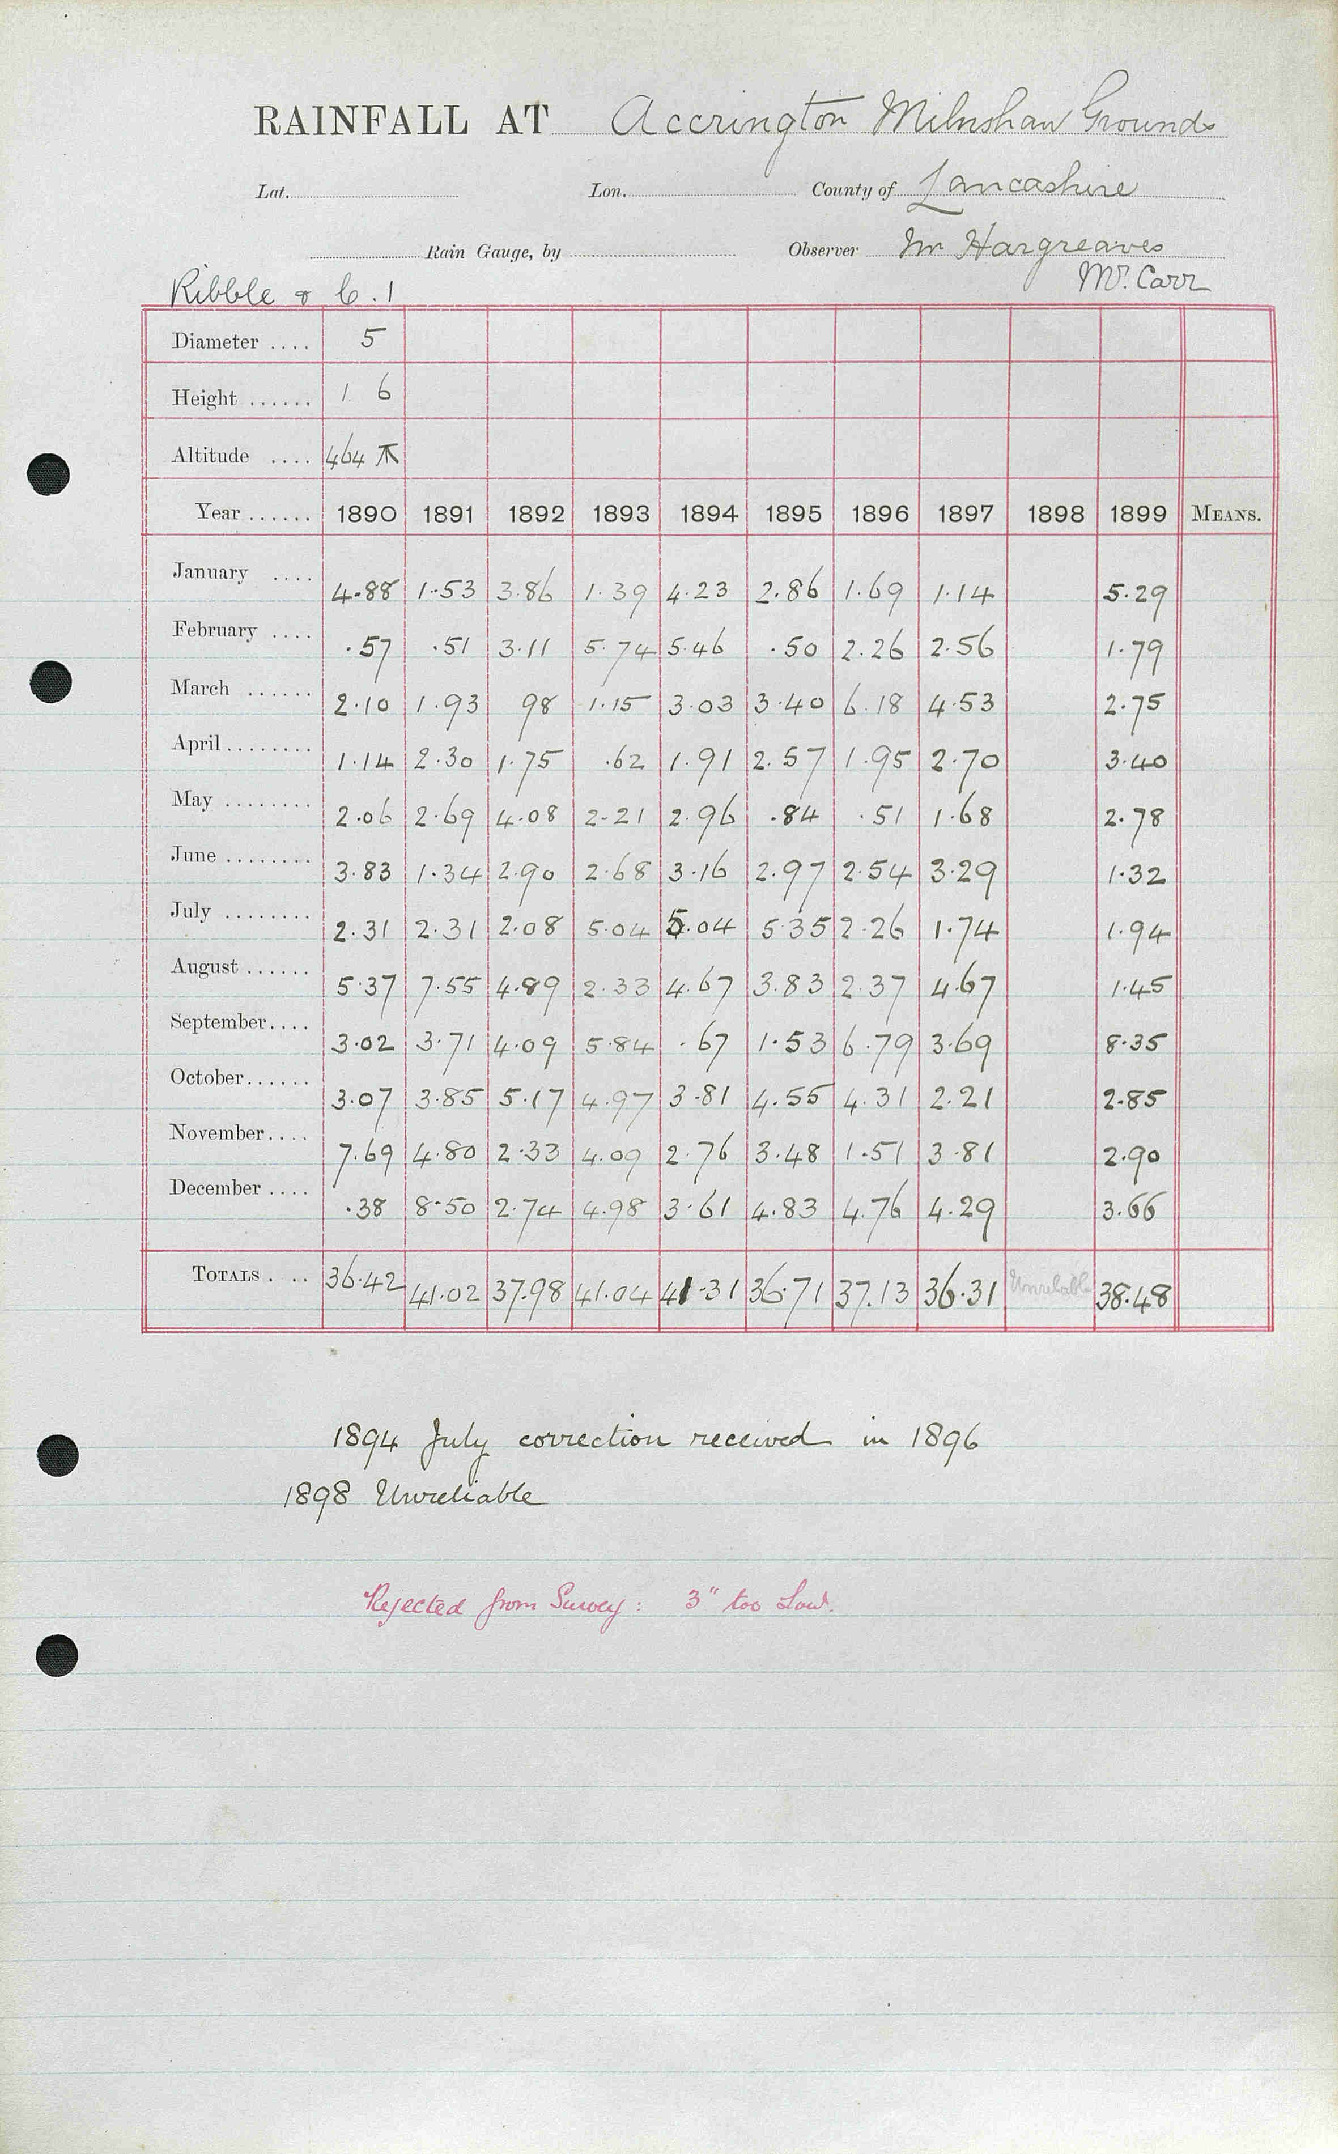 RAINFALL AT Accrington Milnshaw Grounds
Lat. Lon. County of Lancashire
Rain Gauge, by Observer Mr Hargreaves
Mr. Carr
Ribble & C. 1
Diameter .... 5
Height ...... 1 6
Altitude .... 464
Year ...... 1890 1891 1892 1893 1894 1895 1896 1897 1898 1899 MEANS.
January .... 4.88 1.53 3.86 1.39 4.23 2.86 1.69 1.14 5.29
February .... .57 .51 3.11 5.74 5.46 .50 2.26 2.56 1.79
March ...... 2.10 1.93 98 1.15 3.03 3.40 6.18 4.53 2.75
April ........ 1.14 2.30 1.75 .62 1.91 2.57 1.95 2.70 3.40
May ........ 2.06 2.69 4.08 2.21 2.96 .84 .51 1.68 2.78
June ........ 3.83 1.34 2.90 2.68 3.16 2.97 2.54 3.29 1.32
July ........ 2.31 2.31 2.08 5.04 5.04 5.35 2.26 1.74 1.94
August ...... 5.37 7.55 4.89 2.33 4.67 3.83 2.37 4.67 1.45
September.... 3.02 3.71 4.09 5.84 .67 1.53 6.79 3.69 8.35
October...... 3.07 3.85 5.17 4.97 3.81 4.55 4.31 2.21 2.85
November.... 7.69 4.80 2.33 4.09 2.76 3.48 1.51 3.81 2.90
December .... .38 8.50 2.74 4.98 3.61 4.83 4.76 4.29 3.66
TOTALS . .. 36.42 41.02 37.98 41.04 41.31 36.71 37.13 36.31 Unreliable 38.48
1894 July correction received in 1896
1898 Unreliable
Rejected from Survey: 3" too Low.